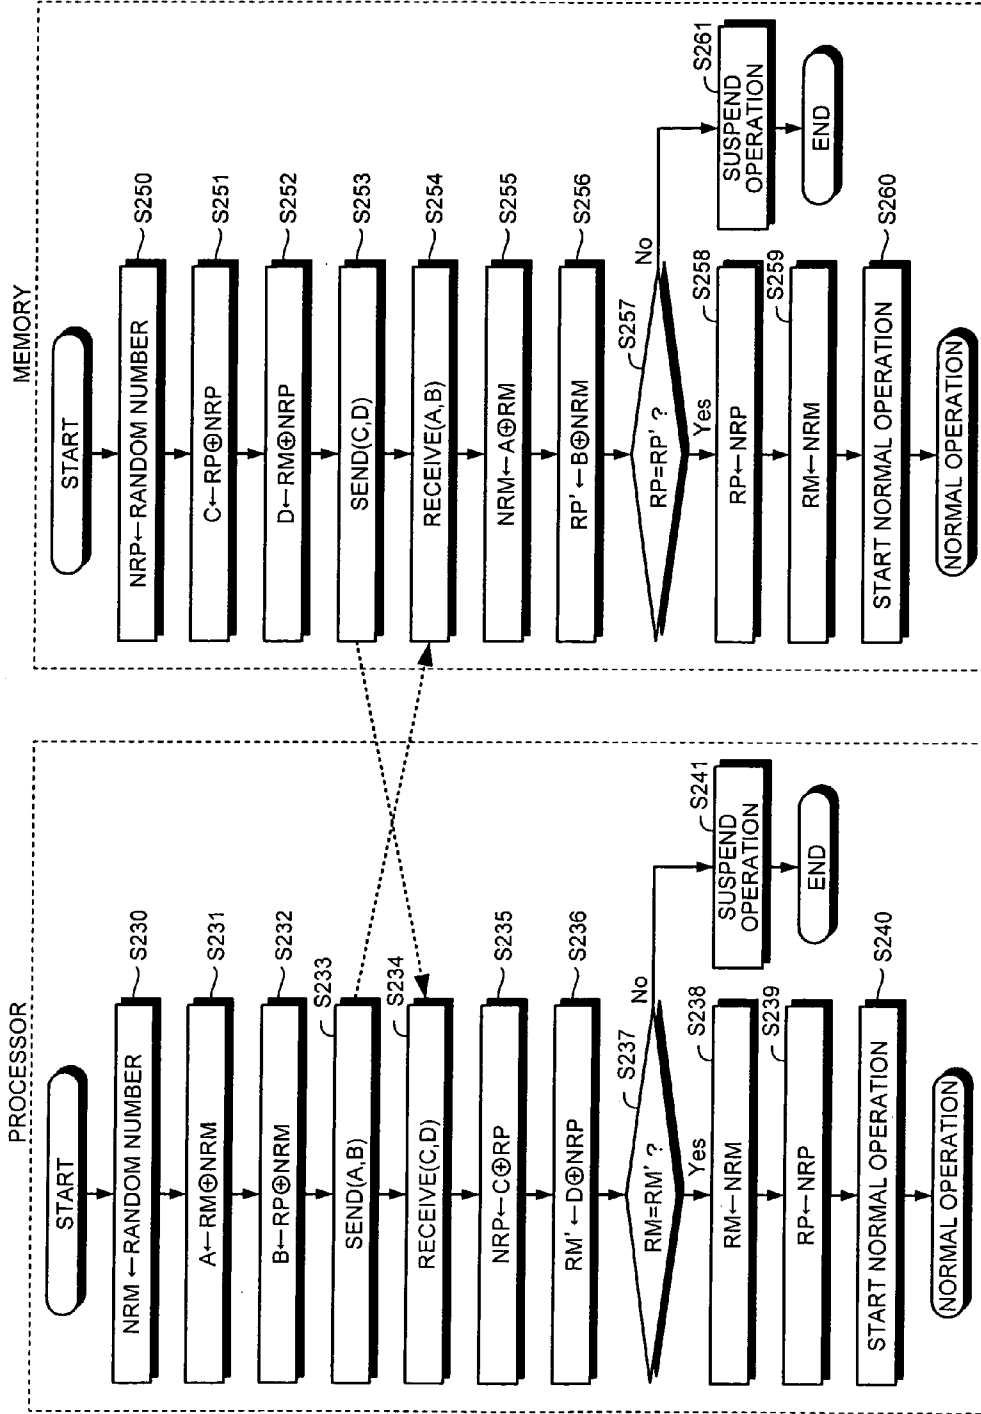 PROCESSOR
START
NRM ←RANDOM NUMBER
S230
A←RM⊕NRM
S231
B←RP⊕NRM
S232
SEND(A,B)
S233
RECEIVE(C,D)
S234
NRP←C⊕RP
S235
RM' ←D⊕NRP
S236
RM=RM' ?
S237
No
Yes
RM←NRM
S238
RP←NRP
S239
START NORMAL OPERATION
S240
NORMAL OPERATION
SUSPEND
OPERATION
S241
END
MEMORY
START
NRP←RANDOM NUMBER
S250
C←RP⊕NRP
S251
D←RM⊕NRP
S252
SEND(C,D)
S253
RECEIVE(A,B)
S254
NRM←A⊕RM
S255
RP' ←B⊕NRM
S256
RP=RP' ?
S257
No
Yes
RP←NRP
S258
RM←NRM
S259
START NORMAL OPERATION
S260
NORMAL OPERATION
SUSPEND
OPERATION
S261
END